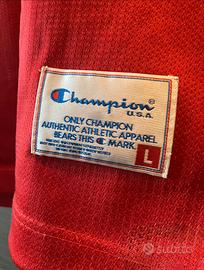 Champion
U.S.A.
ONLY CHAMPION
AUTHENTIC ATHLETIC APPAREL
BEARS THIS C MARK.
L
subito